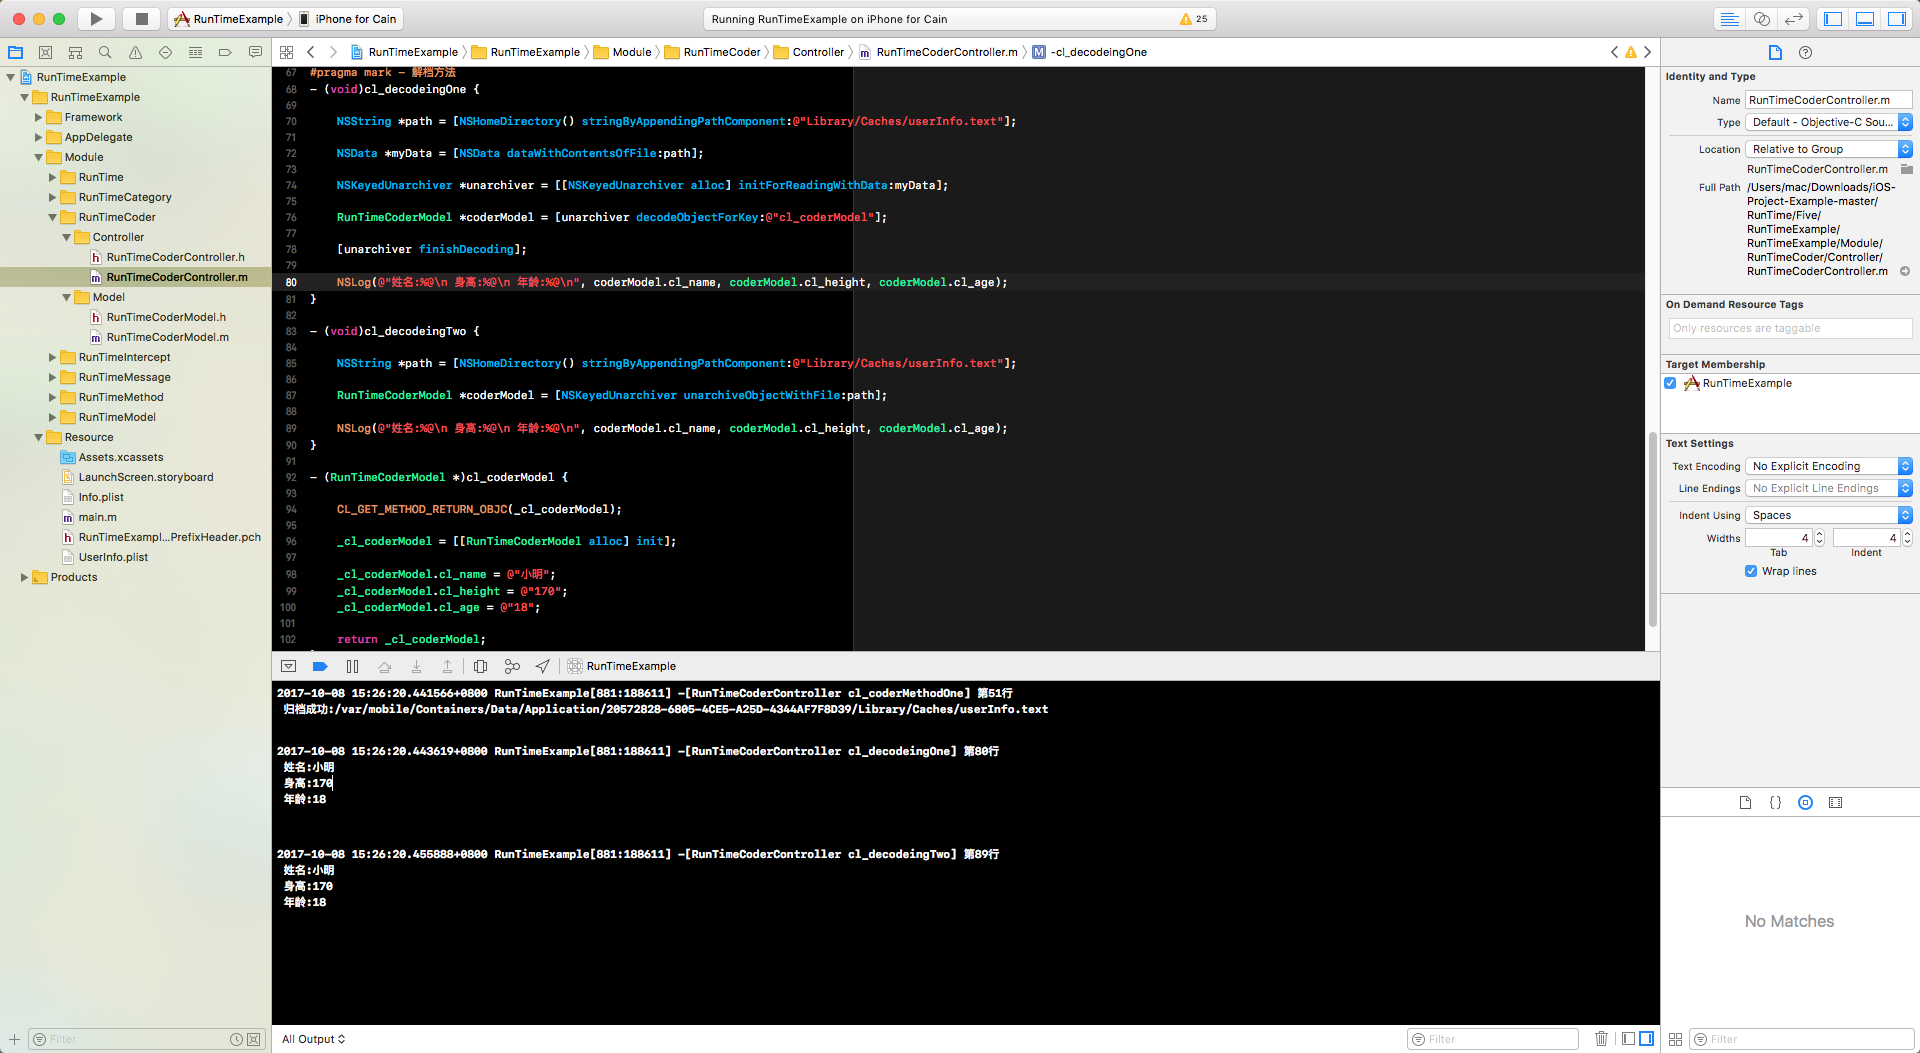 RunTimeExample
iPhone for Cain
Running RunTimeExample on iPhone for Cain
25
RunTimeExample
RunTimeExample
Module
RunTimeCoder
Controller
RunTimeCoderController.m
M
-cl_decodeingOne
RunTimeExample
RunTimeExample
Framework
AppDelegate
Module
RunTime
RunTimeCategory
RunTimeCoder
Controller
h RunTimeCoderController.h
m RunTimeCoderController.m
Model
h RunTimeCoderModel.h
m RunTimeCoderModel.m
RunTimeIntercept
RunTimeMessage
RunTimeMethod
RunTimeModel
Resource
Assets.xcassets
LaunchScreen.storyboard
Info.plist
m main.m
h RunTimeExampl...PrefixHeader.pch
UserInfo.plist
Products
Filter
67 #pragma mark - 解档方法
68 - (void)cl_decodeingOne {
69
70 NSString *path = [NSHomeDirectory() stringByAppendingPathComponent:@"Library/Caches/userInfo.text"];
71
72 NSData *myData = [NSData dataWithContentsOfFile:path];
73
74 NSKeyedUnarchiver *unarchiver = [[NSKeyedUnarchiver alloc] initForReadingWithData:myData];
75
76 RunTimeCoderModel *coderModel = [unarchiver decodeObjectForKey:@"cl_coderModel"];
77
78 [unarchiver finishDecoding];
79
80 NSLog(@"姓名:%@\n 身高:%@\n 年龄:%@\n", coderModel.cl_name, coderModel.cl_height, coderModel.cl_age);
81 }
82
83 - (void)cl_decodeingTwo {
84
85 NSString *path = [NSHomeDirectory() stringByAppendingPathComponent:@"Library/Caches/userInfo.text"];
86
87 RunTimeCoderModel *coderModel = [NSKeyedUnarchiver unarchiveObjectWithFile:path];
88
89 NSLog(@"姓名:%@\n 身高:%@\n 年龄:%@\n", coderModel.cl_name, coderModel.cl_height, coderModel.cl_age);
90 }
91
92 - (RunTimeCoderModel *)cl_coderModel {
93
94 CL_GET_METHOD_RETURN_OBJC(_cl_coderModel);
95
96 _cl_coderModel = [[RunTimeCoderModel alloc] init];
97
98 _cl_coderModel.cl_name = @"小明";
99 _cl_coderModel.cl_height = @"170";
100 _cl_coderModel.cl_age = @"18";
101
102 return _cl_coderModel;
RunTimeExample
2017-10-08 15:26:20.441566+0800 RunTimeExample[881:188611] -[RunTimeCoderController cl_coderMethodOne] 第51行
归档成功:/var/mobile/Containers/Data/Application/20572828-6805-4CE5-A25D-4344AF7F8D39/Library/Caches/userInfo.text
2017-10-08 15:26:20.443619+0800 RunTimeExample[881:188611] -[RunTimeCoderController cl_decodeingOne] 第80行
姓名:小明
身高:170
年龄:18
2017-10-08 15:26:20.455888+0800 RunTimeExample[881:188611] -[RunTimeCoderController cl_decodeingTwo] 第89行
姓名:小明
身高:170
年龄:18
All Output
Filter
Identity and Type
Name RunTimeCoderController.m
Type Default - Objective-C Sou...
Location Relative to Group
RunTimeCoderController.m
Full Path /Users/mac/Downloads/iOS-
Project-Example-master/
RunTime/Five/
RunTimeExample/
RunTimeExample/Module/
RunTimeCoder/Controller/
RunTimeCoderController.m
On Demand Resource Tags
Only resources are taggable
Target Membership
RunTimeExample
Text Settings
Text Encoding No Explicit Encoding
Line Endings No Explicit Line Endings
Indent Using Spaces
Widths 4 4
Tab Indent
Wrap lines
No Matches
Filter